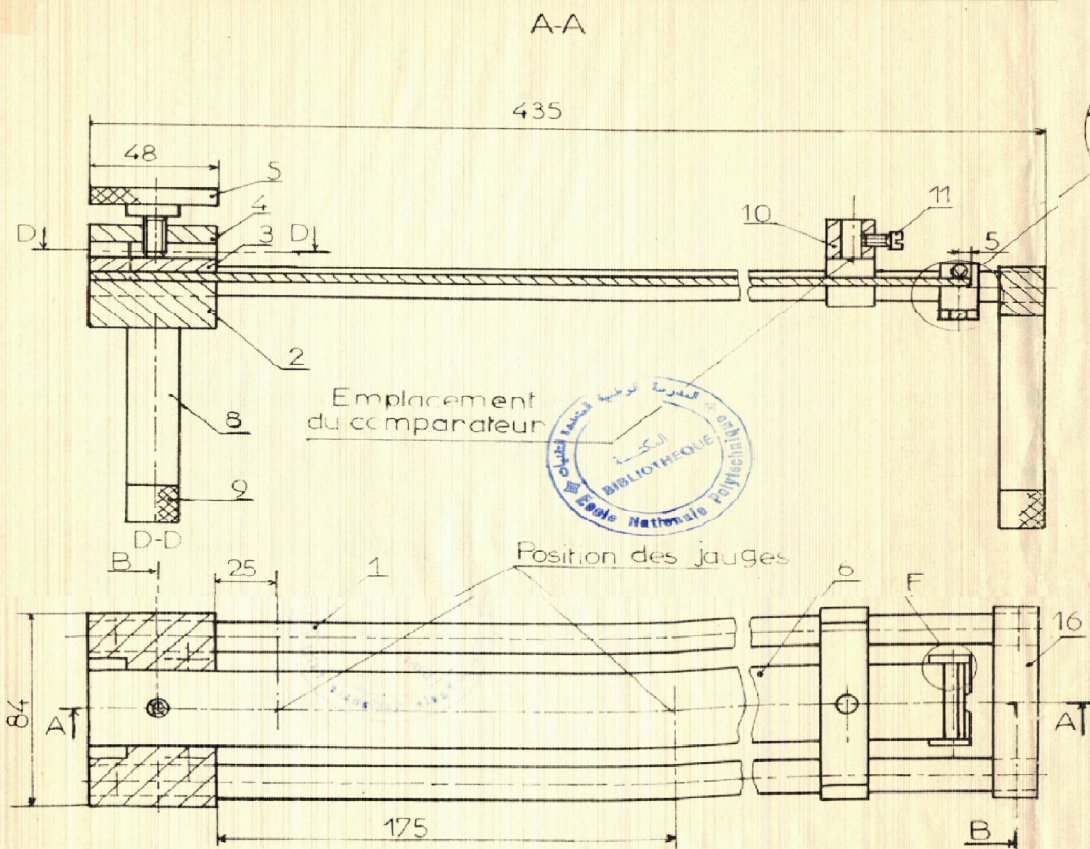 A-A
435
48
5
4
3
D
D
10
11
5
2
Emplacement
du comparateur
8
9
BIBLIOTHEQUE
Ecole Nationale Polytechnique
D-D
B
25
1
Position des jauges
6
F
16
84
A
A
175
B